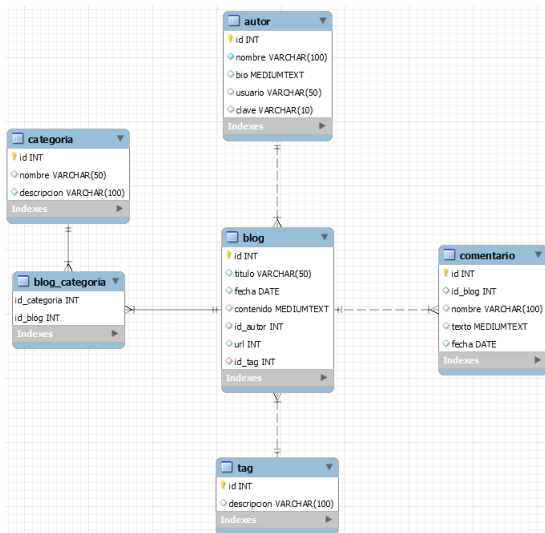 autor
id INT
nombre VARCHAR(100)
bio MEDIUMTEXT
usuario VARCHAR(50)
clave VARCHAR(10)
Indexes
categoria
id INT
nombre VARCHAR(50)
descripcion VARCHAR(100)
Indexes
blog_categoria
id_categoria INT
id_blog INT
Indexes
blog
id INT
titulo VARCHAR(50)
fecha DATE
contenido MEDIUMTEXT
id_autor INT
url INT
id_tag INT
Indexes
comentario
id INT
id_blog INT
nombre VARCHAR(100)
texto MEDIUMTEXT
fecha DATE
Indexes
tag
id INT
descripcion VARCHAR(100)
Indexes